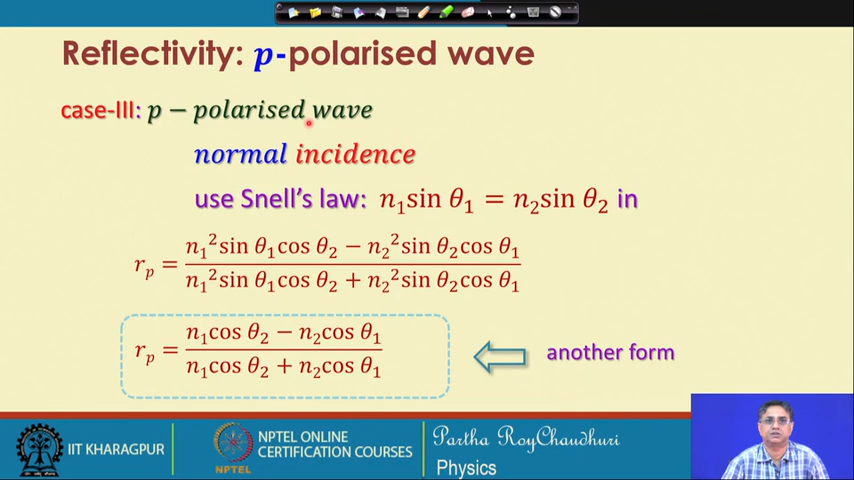 Reflectivity: p-polarised wave
case-III: p − polarised wave
normal incidence
use Snell's law: n₁sin θ₁ = n₂sin θ₂ in
rₚ = (n₁²sin θ₁cos θ₂ − n₂²sin θ₂cos θ₁) / (n₁²sin θ₁cos θ₂ + n₂²sin θ₂cos θ₁)
rₚ = (n₁cos θ₂ − n₂cos θ₁) / (n₁cos θ₂ + n₂cos θ₁)
another form
IIT KHARAGPUR
NPTEL
NPTEL ONLINE
CERTIFICATION COURSES
Partha RoyChaudhuri
Physics